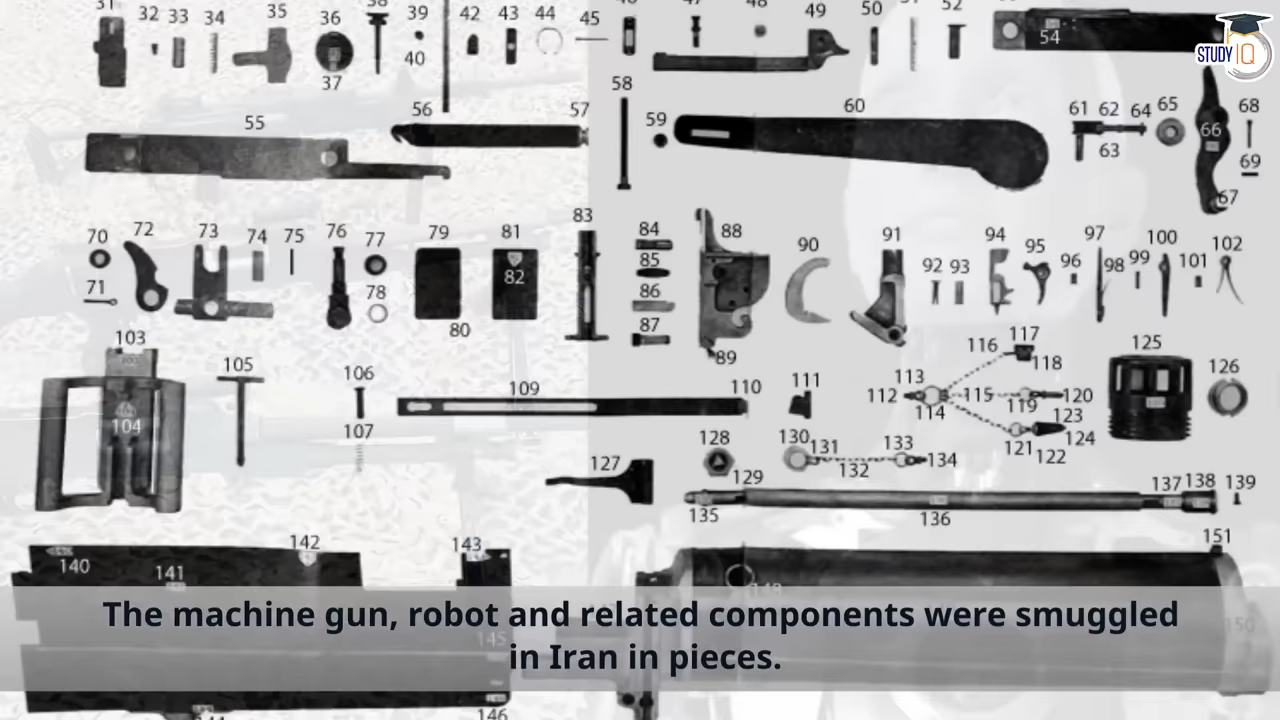 31 32 33 34 35 36 38 39 42 43 44 45 47 48 49 50 52
54
STUDY IQ
40
37
58
55 56 57 59 60 61 62 64 65 66 68
63
69
67
70 72 73 74 75 76 77 79 81 83 84 88 90 91 94 95 96 97 99 100 101 102
85
92 93 98
71 82 78 86
80 87
89
103 105 106 109 110 111 116 117 125 126
118
113
112 115 120
104 114 119 123
107 124
121 122
127 128 130 131 133
132 134
129 137 138 139
135 136
142 143 151
140 141
The machine gun, robot and related components were smuggled
145 150
in Iran in pieces.
146